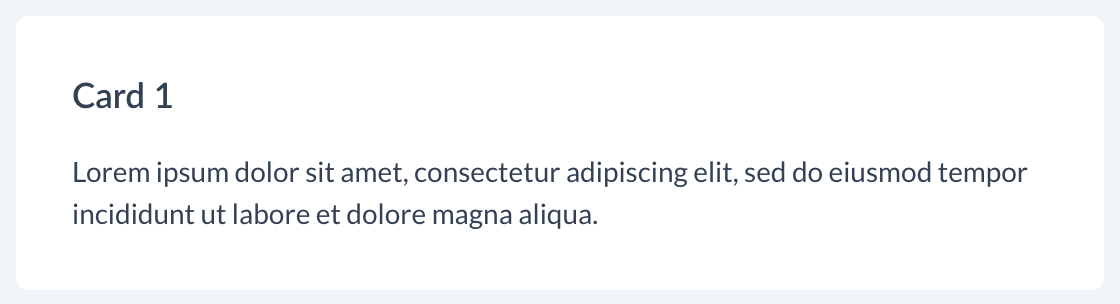 Card 1
Lorem ipsum dolor sit amet, consectetur adipiscing elit, sed do eiusmod tempor
incididunt ut labore et dolore magna aliqua.